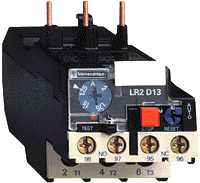 Telemecanique
LR2 D13
TEST
STOP
RESET
98
NO
97
95
NC
96
2 T1
4 T2
6 T3